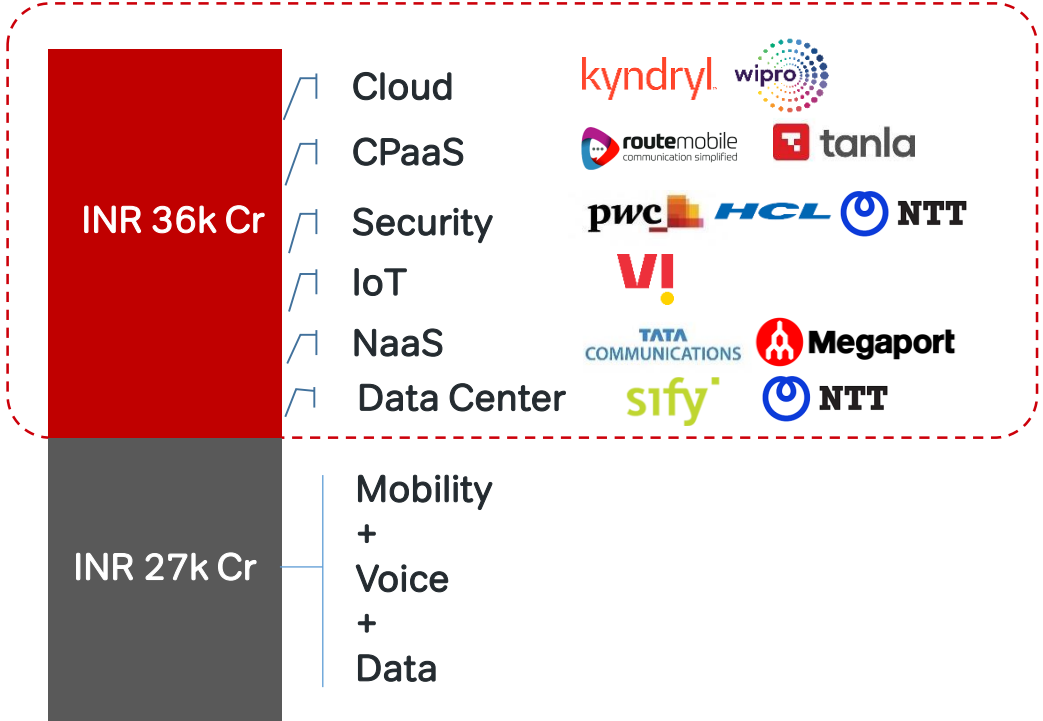 INR 36k Cr
Cloud
kyndryl
wipro
CPaaS
routemobile
communication simplified
tanla
Security
pwc
HCL
NTT
IoT
VI
NaaS
TATA
COMMUNICATIONS
Megaport
Data Center
sify
NTT
INR 27k Cr
Mobility
+
Voice
+
Data